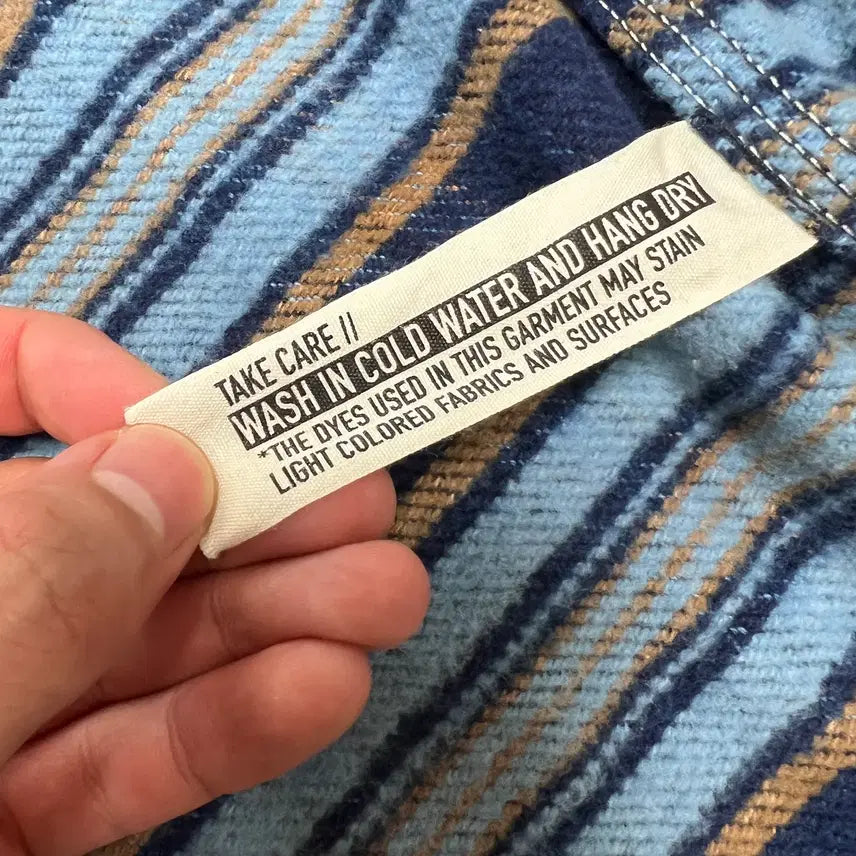 TAKE CARE //
WASH IN COLD WATER AND HANG DRY
*THE DYES USED IN THIS GARMENT MAY STAIN
LIGHT COLORED FABRICS AND SURFACES